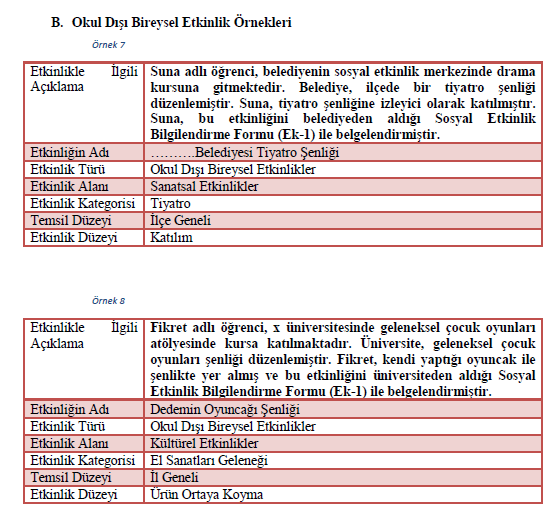 B. Okul Dışı Bireysel Etkinlik Örnekleri
Örnek 7
Etkinlikle İlgili Açıklama
Suna adlı öğrenci, belediyenin sosyal etkinlik merkezinde drama
kursuna gitmektedir. Belediye, ilçede bir tiyatro şenliği
düzenlemiştir. Suna, tiyatro şenliğine izleyici olarak katılmıştır.
Suna, bu etkinliğini belediyeden aldığı Sosyal Etkinlik
Bilgilendirme Formu (Ek-1) ile belgelendirmiştir.
Etkinliğin Adı ……….Belediyesi Tiyatro Şenliği
Etkinlik Türü Okul Dışı Bireysel Etkinlikler
Etkinlik Alanı Sanatsal Etkinlikler
Etkinlik Kategorisi Tiyatro
Temsil Düzeyi İlçe Geneli
Etkinlik Düzeyi Katılım
Örnek 8
Etkinlikle İlgili Açıklama
Fikret adlı öğrenci, x üniversitesinde geleneksel çocuk oyunları
atölyesinde kursa katılmaktadır. Üniversite, geleneksel çocuk
oyunları şenliği düzenlemiştir. Fikret, kendi yaptığı oyuncak ile
şenlikte yer almış ve bu etkinliğini üniversiteden aldığı Sosyal
Etkinlik Bilgilendirme Formu (Ek-1) ile belgelendirmiştir.
Etkinliğin Adı Dedemin Oyuncağı Şenliği
Etkinlik Türü Okul Dışı Bireysel Etkinlikler
Etkinlik Alanı Kültürel Etkinlikler
Etkinlik Kategorisi El Sanatları Geleneği
Temsil Düzeyi İl Geneli
Etkinlik Düzeyi Ürün Ortaya Koyma